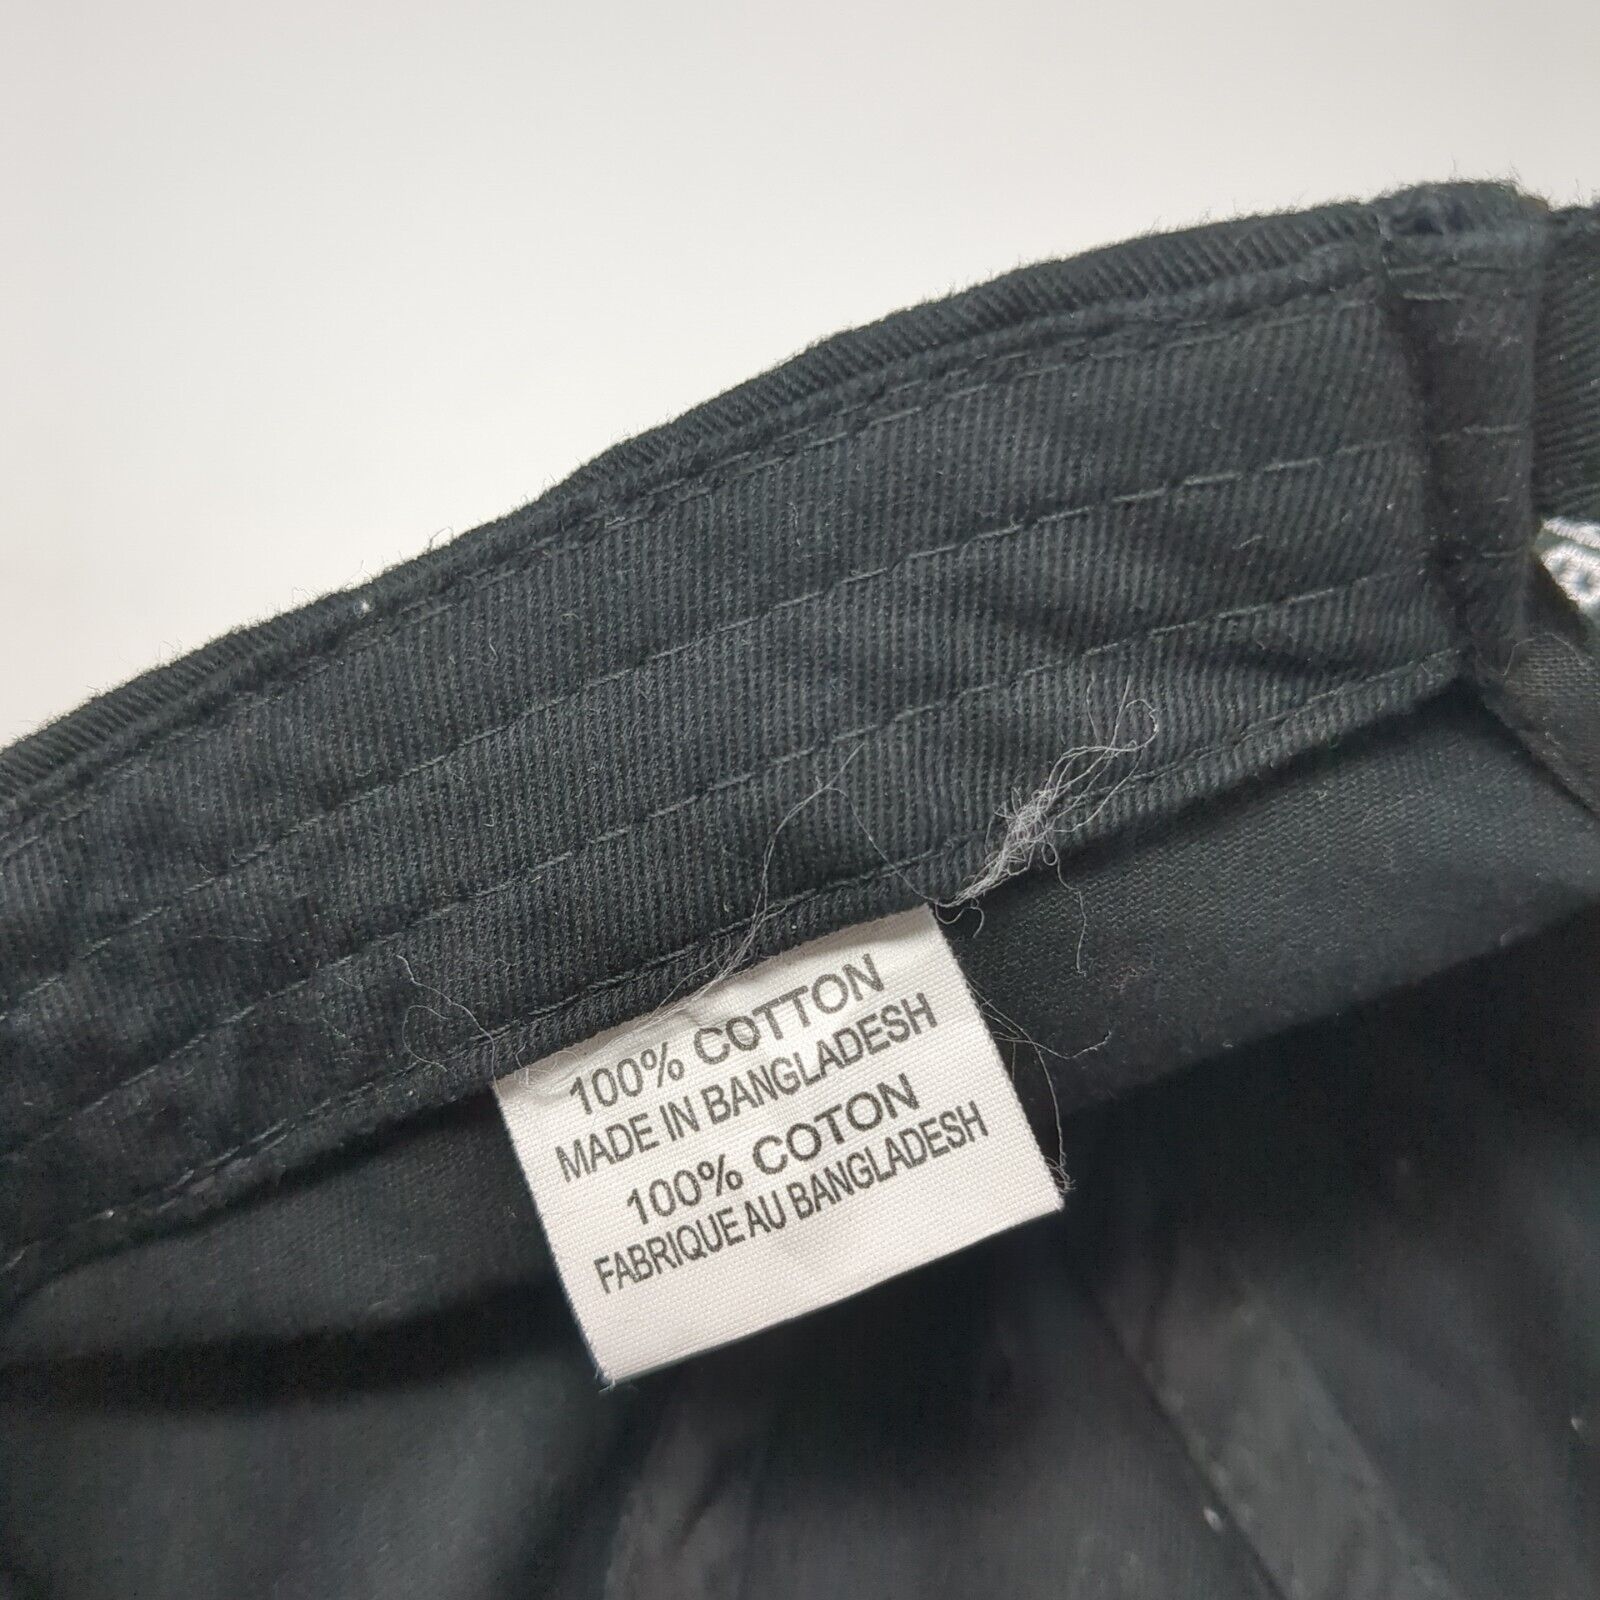 100% COTTON
MADE IN BANGLADESH
100% COTON
FABRIQUE AU BANGLADESH